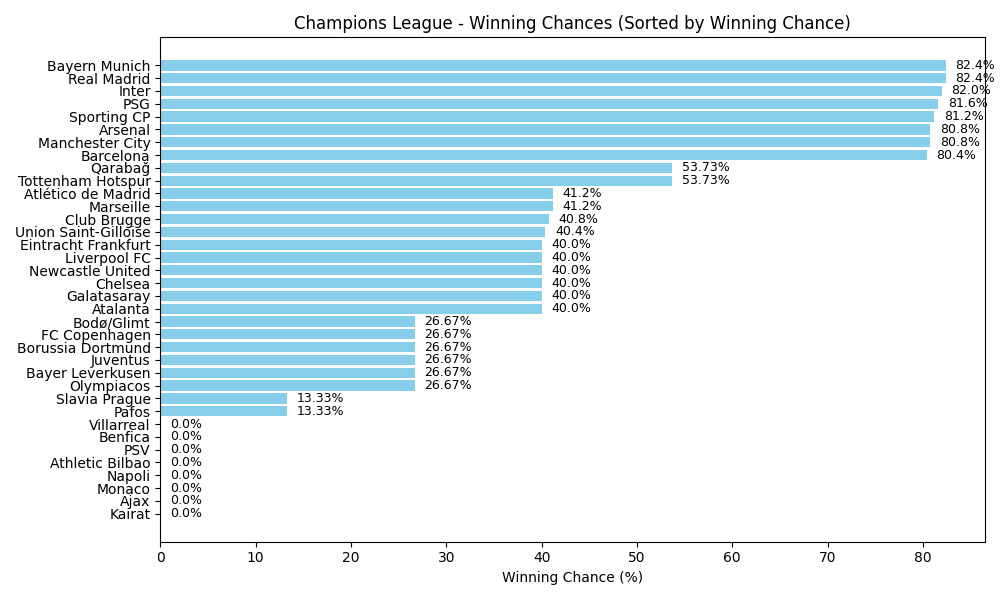 Champions League - Winning Chances (Sorted by Winning Chance)
Bayern Munich 82.4%
Real Madrid 82.4%
Inter 82.0%
PSG 81.6%
Sporting CP 81.2%
Arsenal 80.8%
Manchester City 80.8%
Barcelona 80.4%
Qarabağ 53.73%
Tottenham Hotspur 53.73%
Atlético de Madrid 41.2%
Marseille 41.2%
Club Brugge 40.8%
Union Saint-Gilloise 40.4%
Eintracht Frankfurt 40.0%
Liverpool FC 40.0%
Newcastle United 40.0%
Chelsea 40.0%
Galatasaray 40.0%
Atalanta 40.0%
Bodø/Glimt 26.67%
FC Copenhagen 26.67%
Borussia Dortmund 26.67%
Juventus 26.67%
Bayer Leverkusen 26.67%
Olympiacos 26.67%
Slavia Prague 13.33%
Pafos 13.33%
Villarreal 0.0%
Benfica 0.0%
PSV 0.0%
Athletic Bilbao 0.0%
Napoli 0.0%
Monaco 0.0%
Ajax 0.0%
Kairat 0.0%
0 10 20 30 40 50 60 70 80
Winning Chance (%)